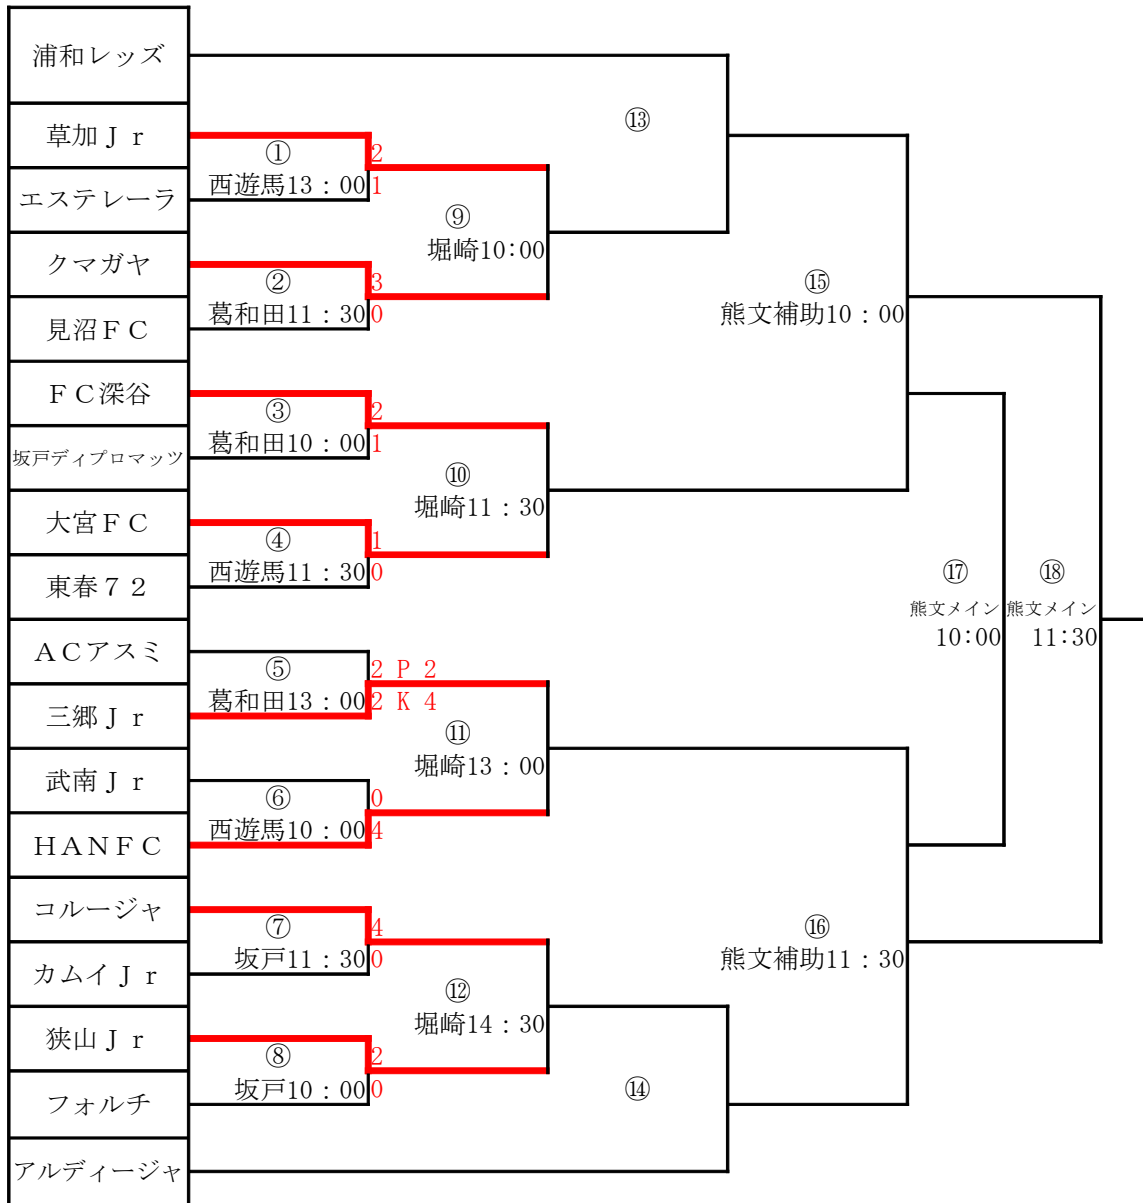 浦和レッズ
草加Ｊｒ
エステレーラ
クマガヤ
見沼ＦＣ
ＦＣ深谷
坂戸ディプロマッツ
大宮ＦＣ
東春７２
ＡＣアスミ
三郷Ｊｒ
武南Ｊｒ
ＨＡＮＦＣ
コルージャ
カムイＪｒ
狭山Ｊｒ
フォルチ
アルディージャ
①
西遊馬13：00
2
1
②
葛和田11：30
3
0
③
葛和田10：00
2
1
④
西遊馬11：30
1
0
⑤
葛和田13：00
2 P 2
2 K 4
⑥
西遊馬10：00
0
4
⑦
坂戸11：30
4
0
⑧
坂戸10：00
2
0
⑨
堀崎10:00
⑩
堀崎11：30
⑪
堀崎13：00
⑫
堀崎14：30
⑬
⑭
⑮
熊文補助10：00
⑯
熊文補助11：30
⑰
熊文メイン
10:00
⑱
熊文メイン
11:30